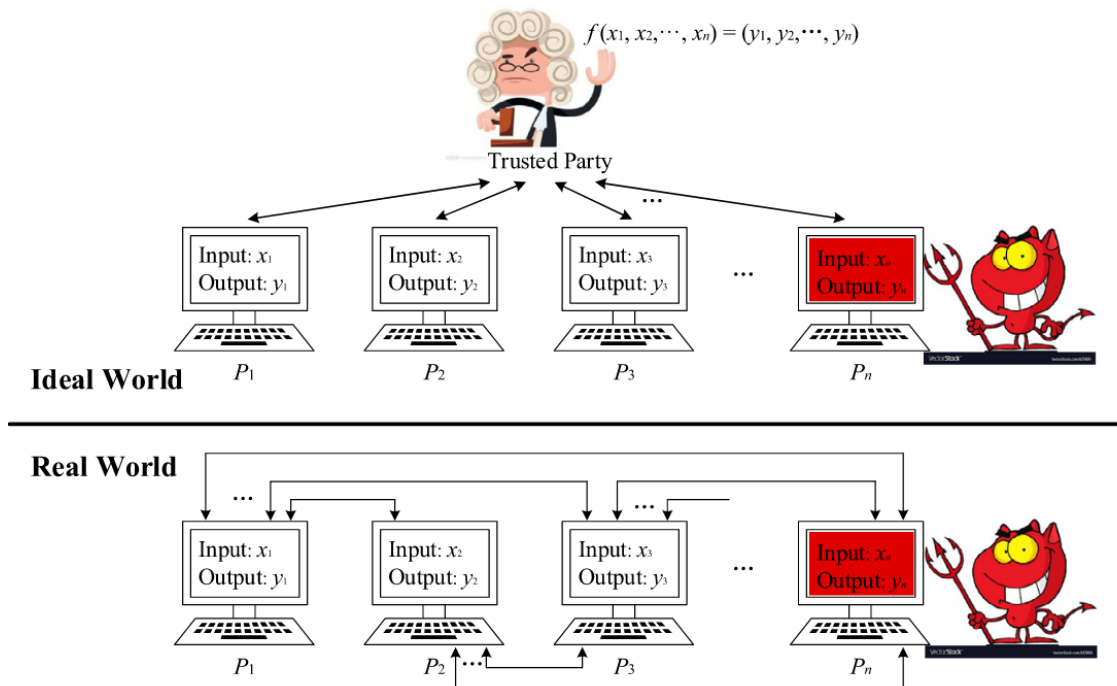 f (x₁, x₂,⋯, xₙ) = (y₁, y₂,⋯, yₙ)
Trusted Party
...
Input: x₁
Output: y₁
Input: x₂
Output: y₂
Input: x₃
Output: y₃
...
Input: xₙ
Output: yₙ
VectorStock
P₁
P₂
P₃
Pₙ
Ideal World
Real World
...
...
Input: x₁
Output: y₁
Input: x₂
Output: y₂
Input: x₃
Output: y₃
...
Input: xₙ
Output: yₙ
VectorStock
P₁
P₂
...
P₃
Pₙ